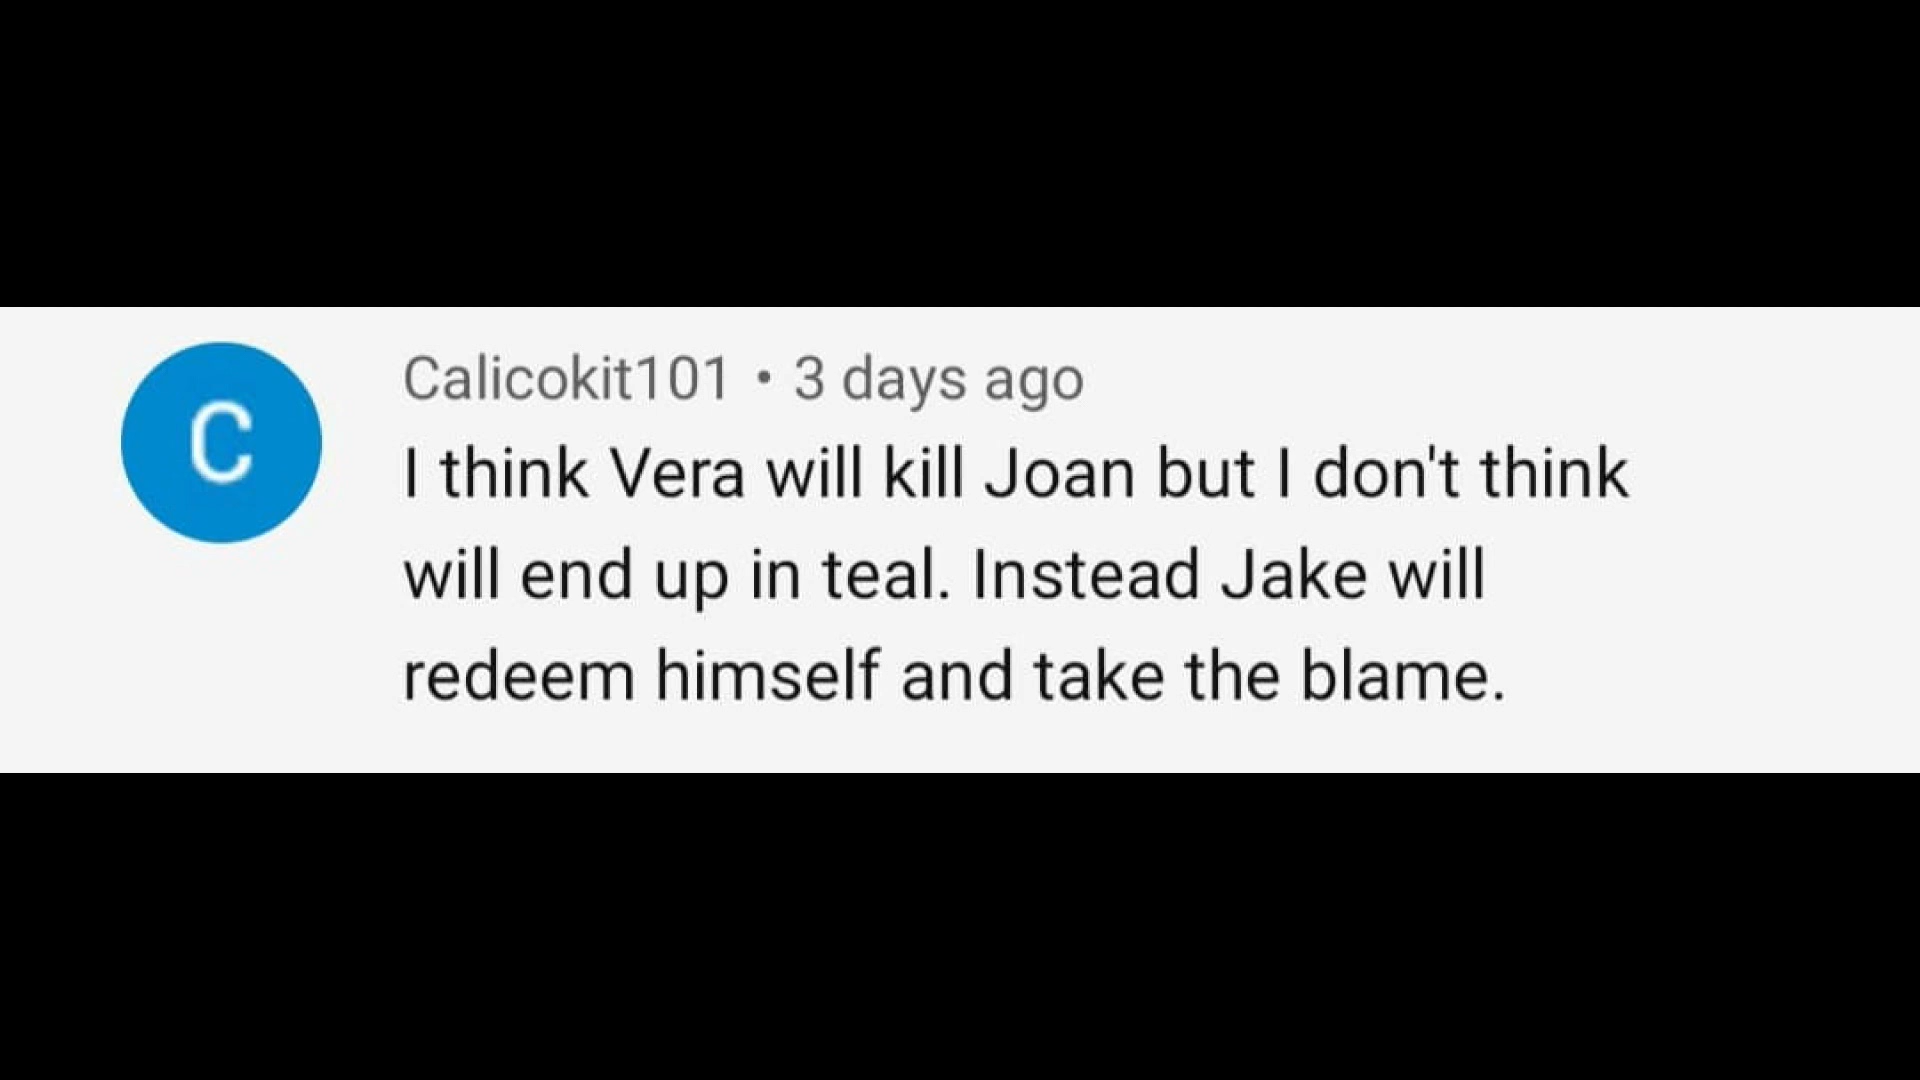 C
Calicokit101 • 3 days ago
I think Vera will kill Joan but I don't think
will end up in teal. Instead Jake will
redeem himself and take the blame.